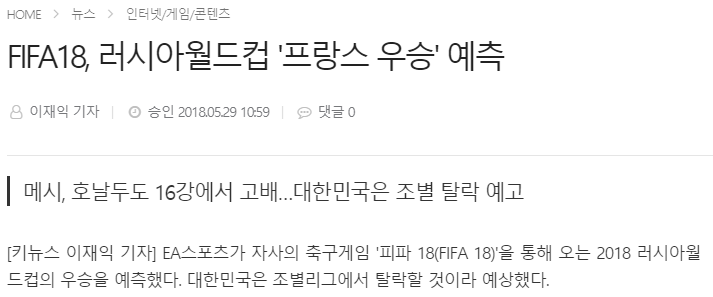 HOME > 뉴스 > 인터넷/게임/콘텐츠
FIFA18, 러시아월드컵 '프랑스 우승' 예측
이재익 기자 승인 2018.05.29 10:59 댓글 0
메시, 호날두도 16강에서 고배...대한민국은 조별 탈락 예고
[키뉴스 이재익 기자] EA스포츠가 자사의 축구게임 '피파 18(FIFA 18)'을 통해 오는 2018 러시아월
드컵의 우승을 예측했다. 대한민국은 조별리그에서 탈락할 것이라 예상했다.